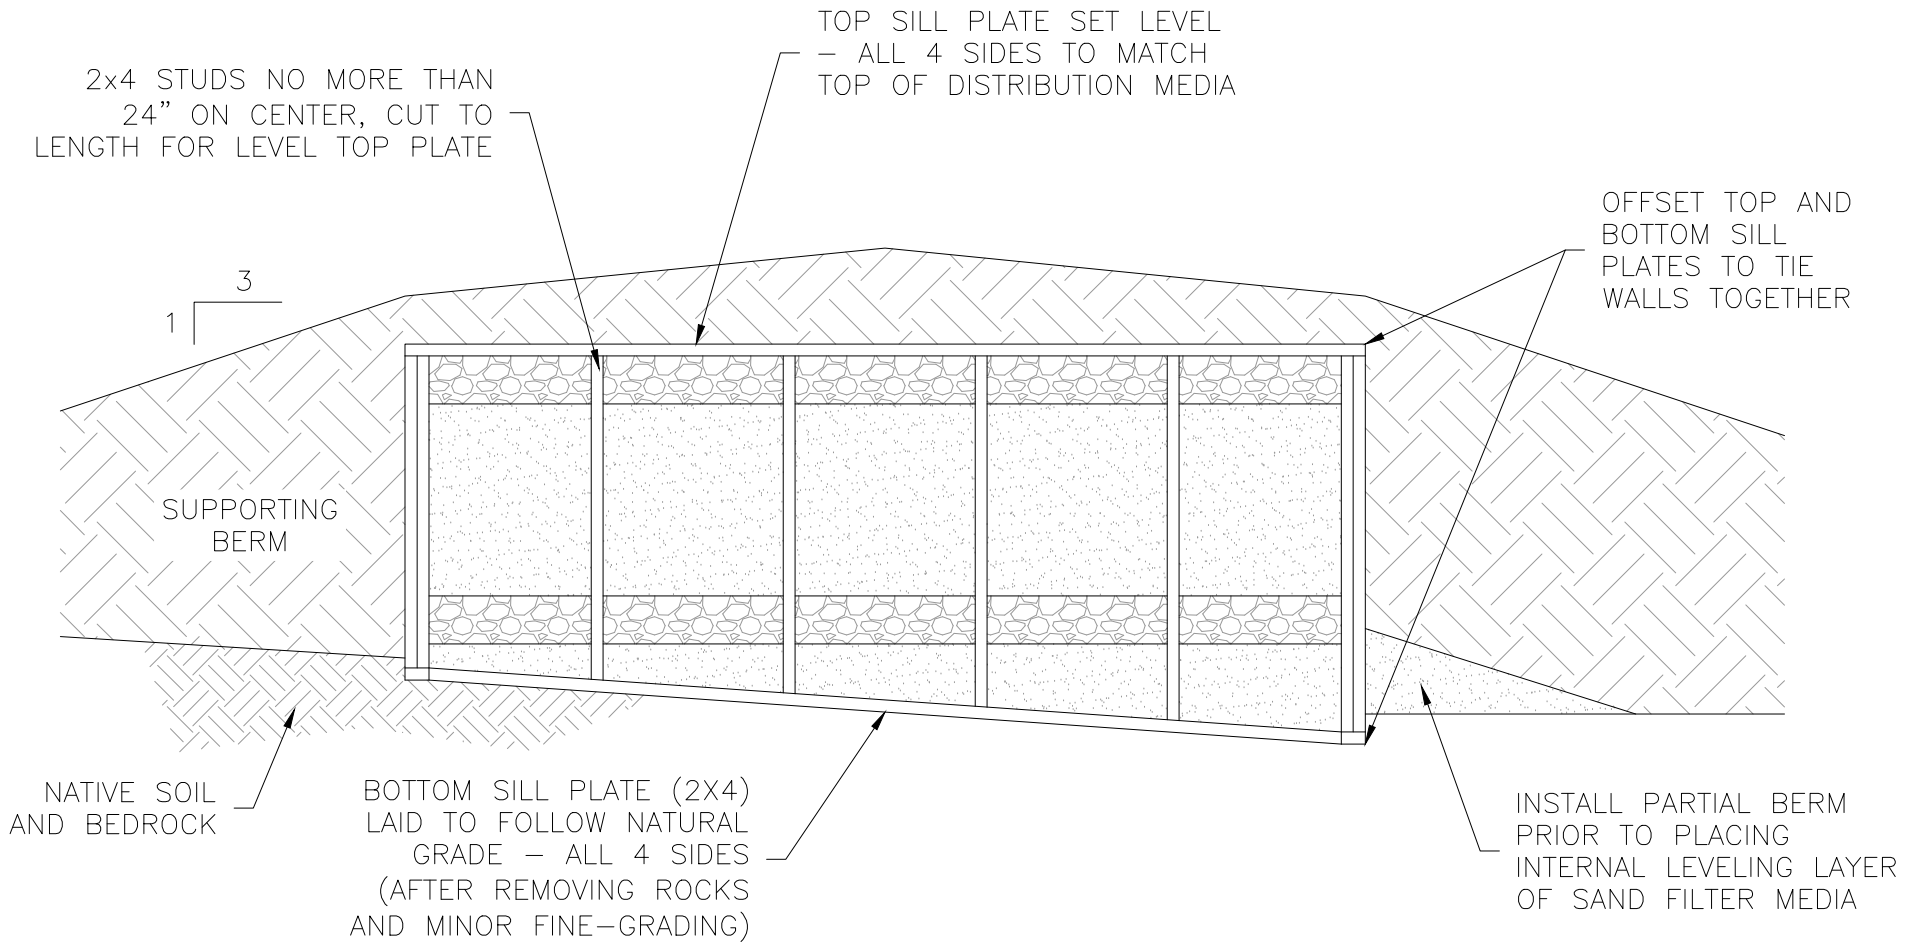 TOP SILL PLATE SET LEVEL
– ALL 4 SIDES TO MATCH
TOP OF DISTRIBUTION MEDIA
2x4 STUDS NO MORE THAN
24” ON CENTER, CUT TO
LENGTH FOR LEVEL TOP PLATE
OFFSET TOP AND
BOTTOM SILL
PLATES TO TIE
WALLS TOGETHER
3
1
SUPPORTING
BERM
NATIVE SOIL
AND BEDROCK
BOTTOM SILL PLATE (2X4)
LAID TO FOLLOW NATURAL
GRADE – ALL 4 SIDES
(AFTER REMOVING ROCKS
AND MINOR FINE–GRADING)
INSTALL PARTIAL BERM
PRIOR TO PLACING
INTERNAL LEVELING LAYER
OF SAND FILTER MEDIA